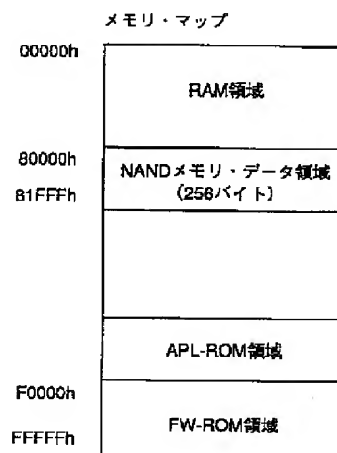 メモリ・マップ
00000h
RAM領域
80000h
NANDメモリ・データ領域
(256バイト)
81FFFh
APL-ROM領域
F0000h
FW-ROM領域
FFFFFh